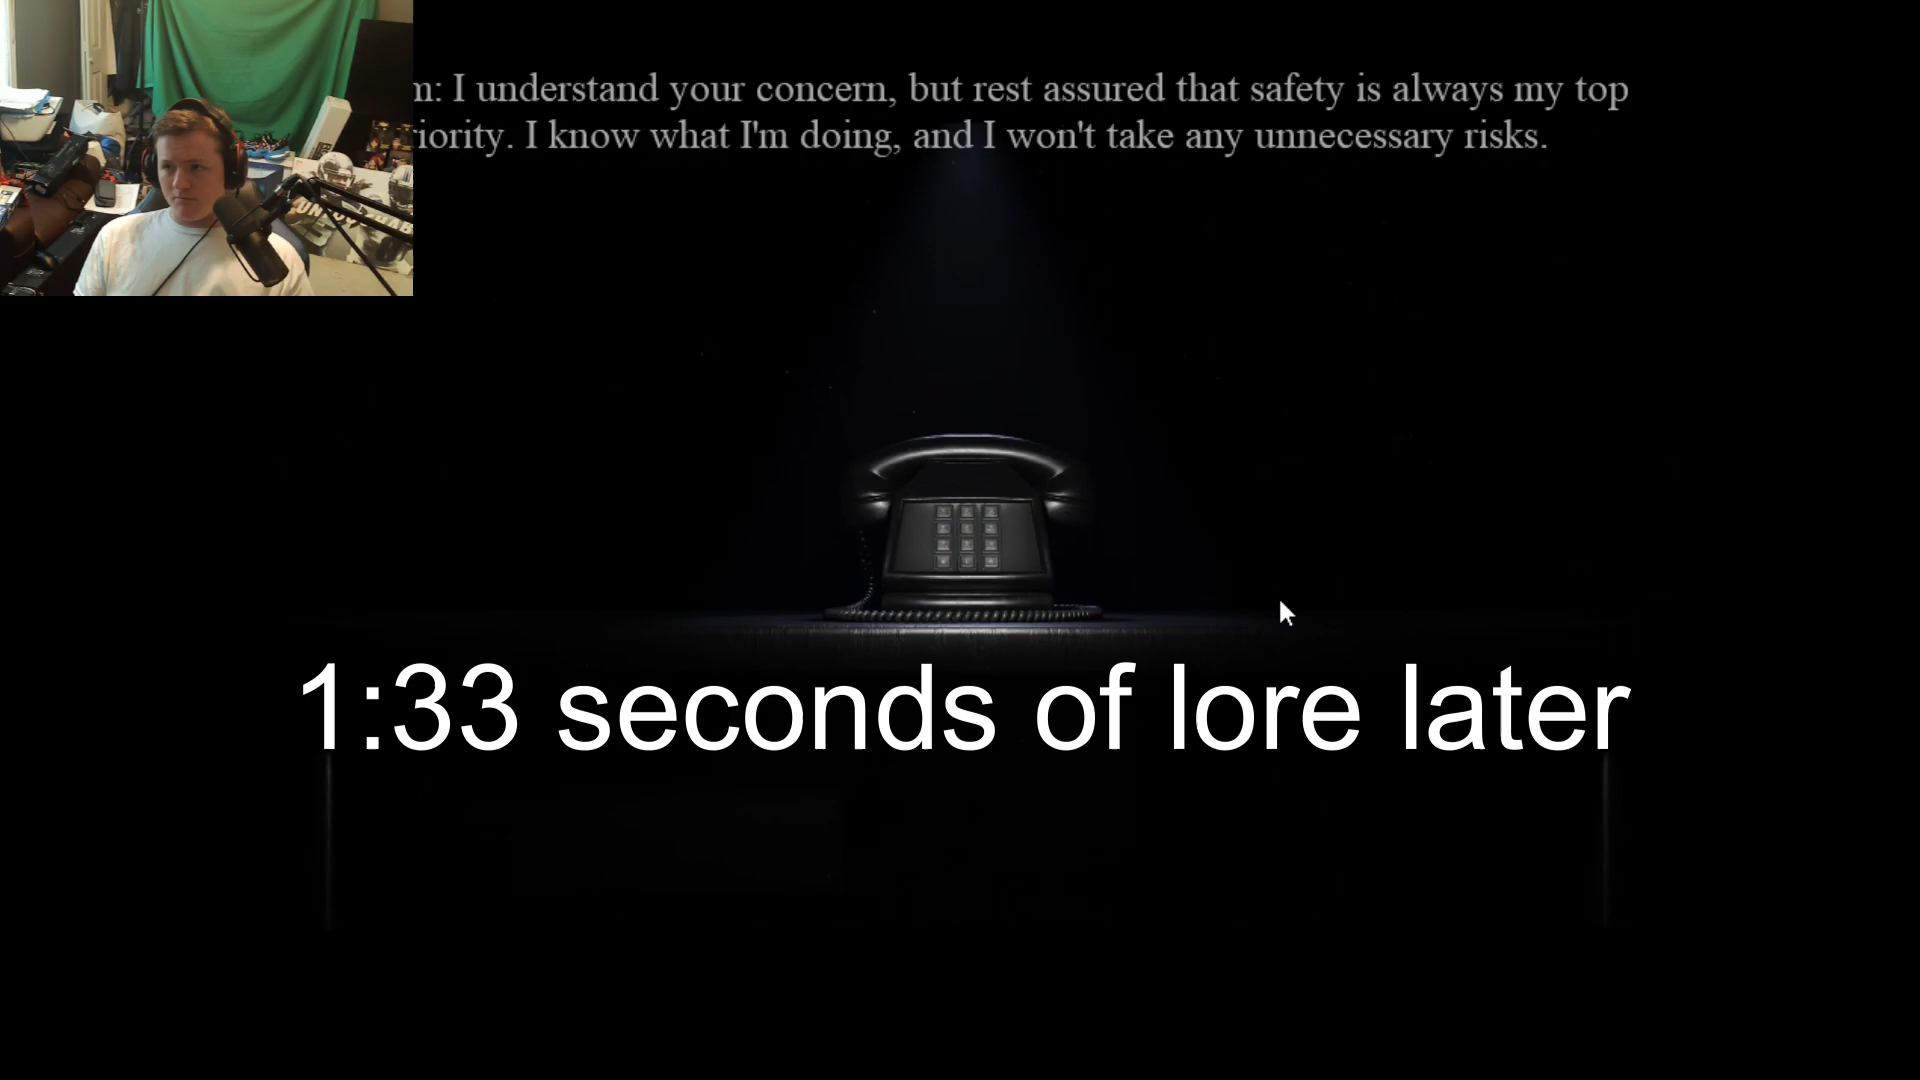 m: I understand your concern, but rest assured that safety is always my top
riority. I know what I'm doing, and I won't take any unnecessary risks.
1:33 seconds of lore later